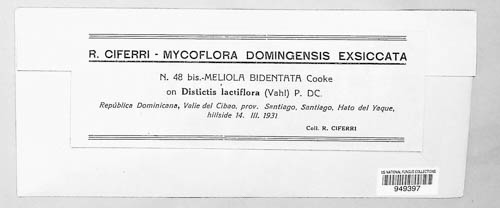 R. CIFERRI - MYCOFLORA DOMINGENSIS EXSICCATA
N. 48 bis.-MELIOLA BIDENTATA Cooke
on Distictis lactiflora (Vahl) P. DC.
República Dominicana, Valle del Cibao, prov. Santiago, Santiago, Hato del Yaque,
hillside 14. III. 1931
Coll. R. CIFERRI
US NATIONAL FUNGUS COLLECTIONS
949397